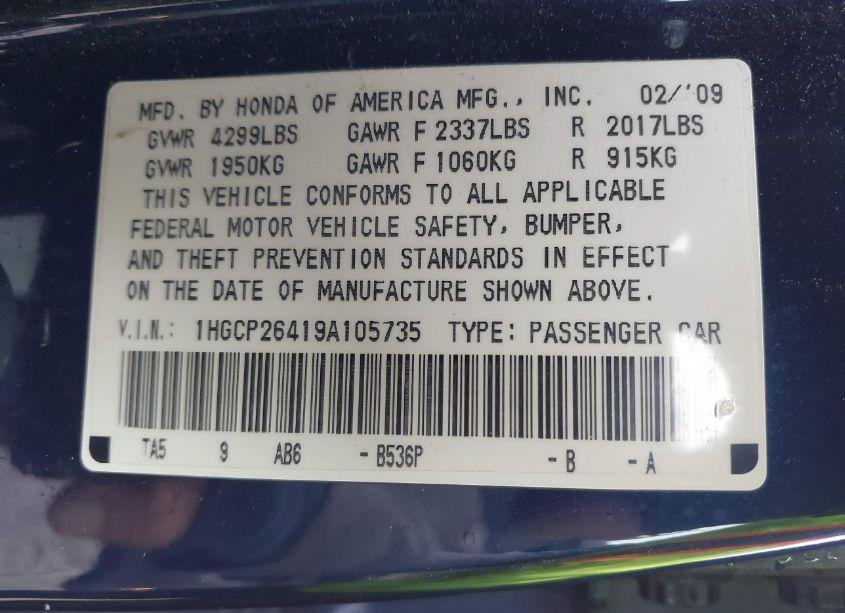 MFD. BY HONDA OF AMERICA MFG., INC. 02/'09
GVWR 4299LBS GAWR F 2337LBS R 2017LBS
GVWR 1950KG GAWR F 1060KG R 915KG
THIS VEHICLE CONFORMS TO ALL APPLICABLE
FEDERAL MOTOR VEHICLE SAFETY, BUMPER,
AND THEFT PREVENTION STANDARDS IN EFFECT
ON THE DATE OF MANUFACTURE SHOWN ABOVE.
V.I.N.: 1HGCP26419A105735 TYPE: PASSENGER CAR
TA5 9 AB6 - B536P - B - A